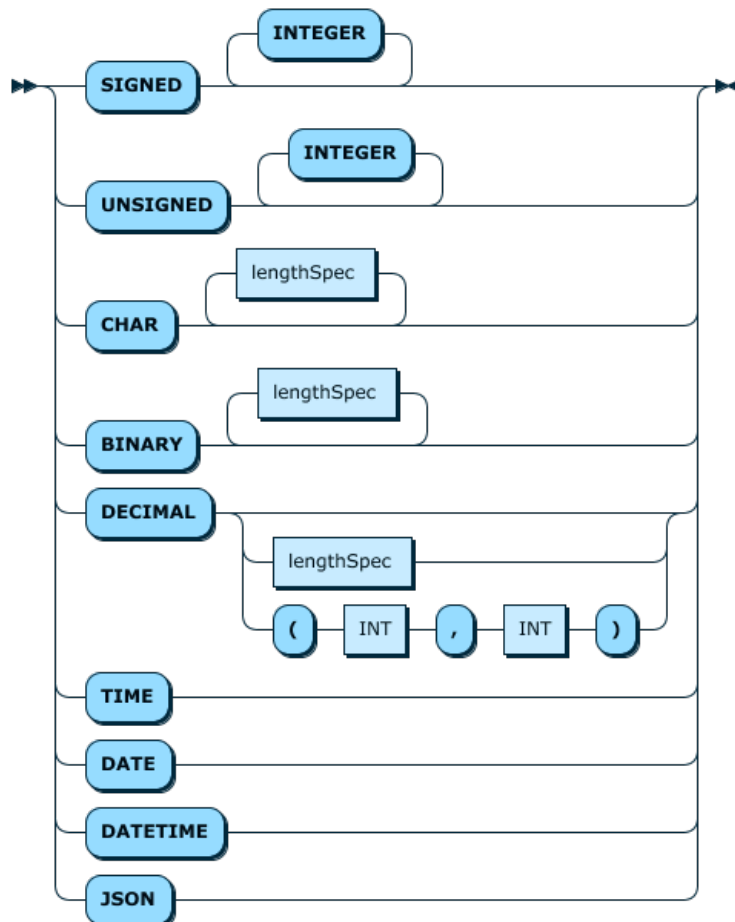 INTEGER
SIGNED
INTEGER
UNSIGNED
lengthSpec
CHAR
lengthSpec
BINARY
DECIMAL
lengthSpec
( INT , INT )
TIME
DATE
DATETIME
JSON